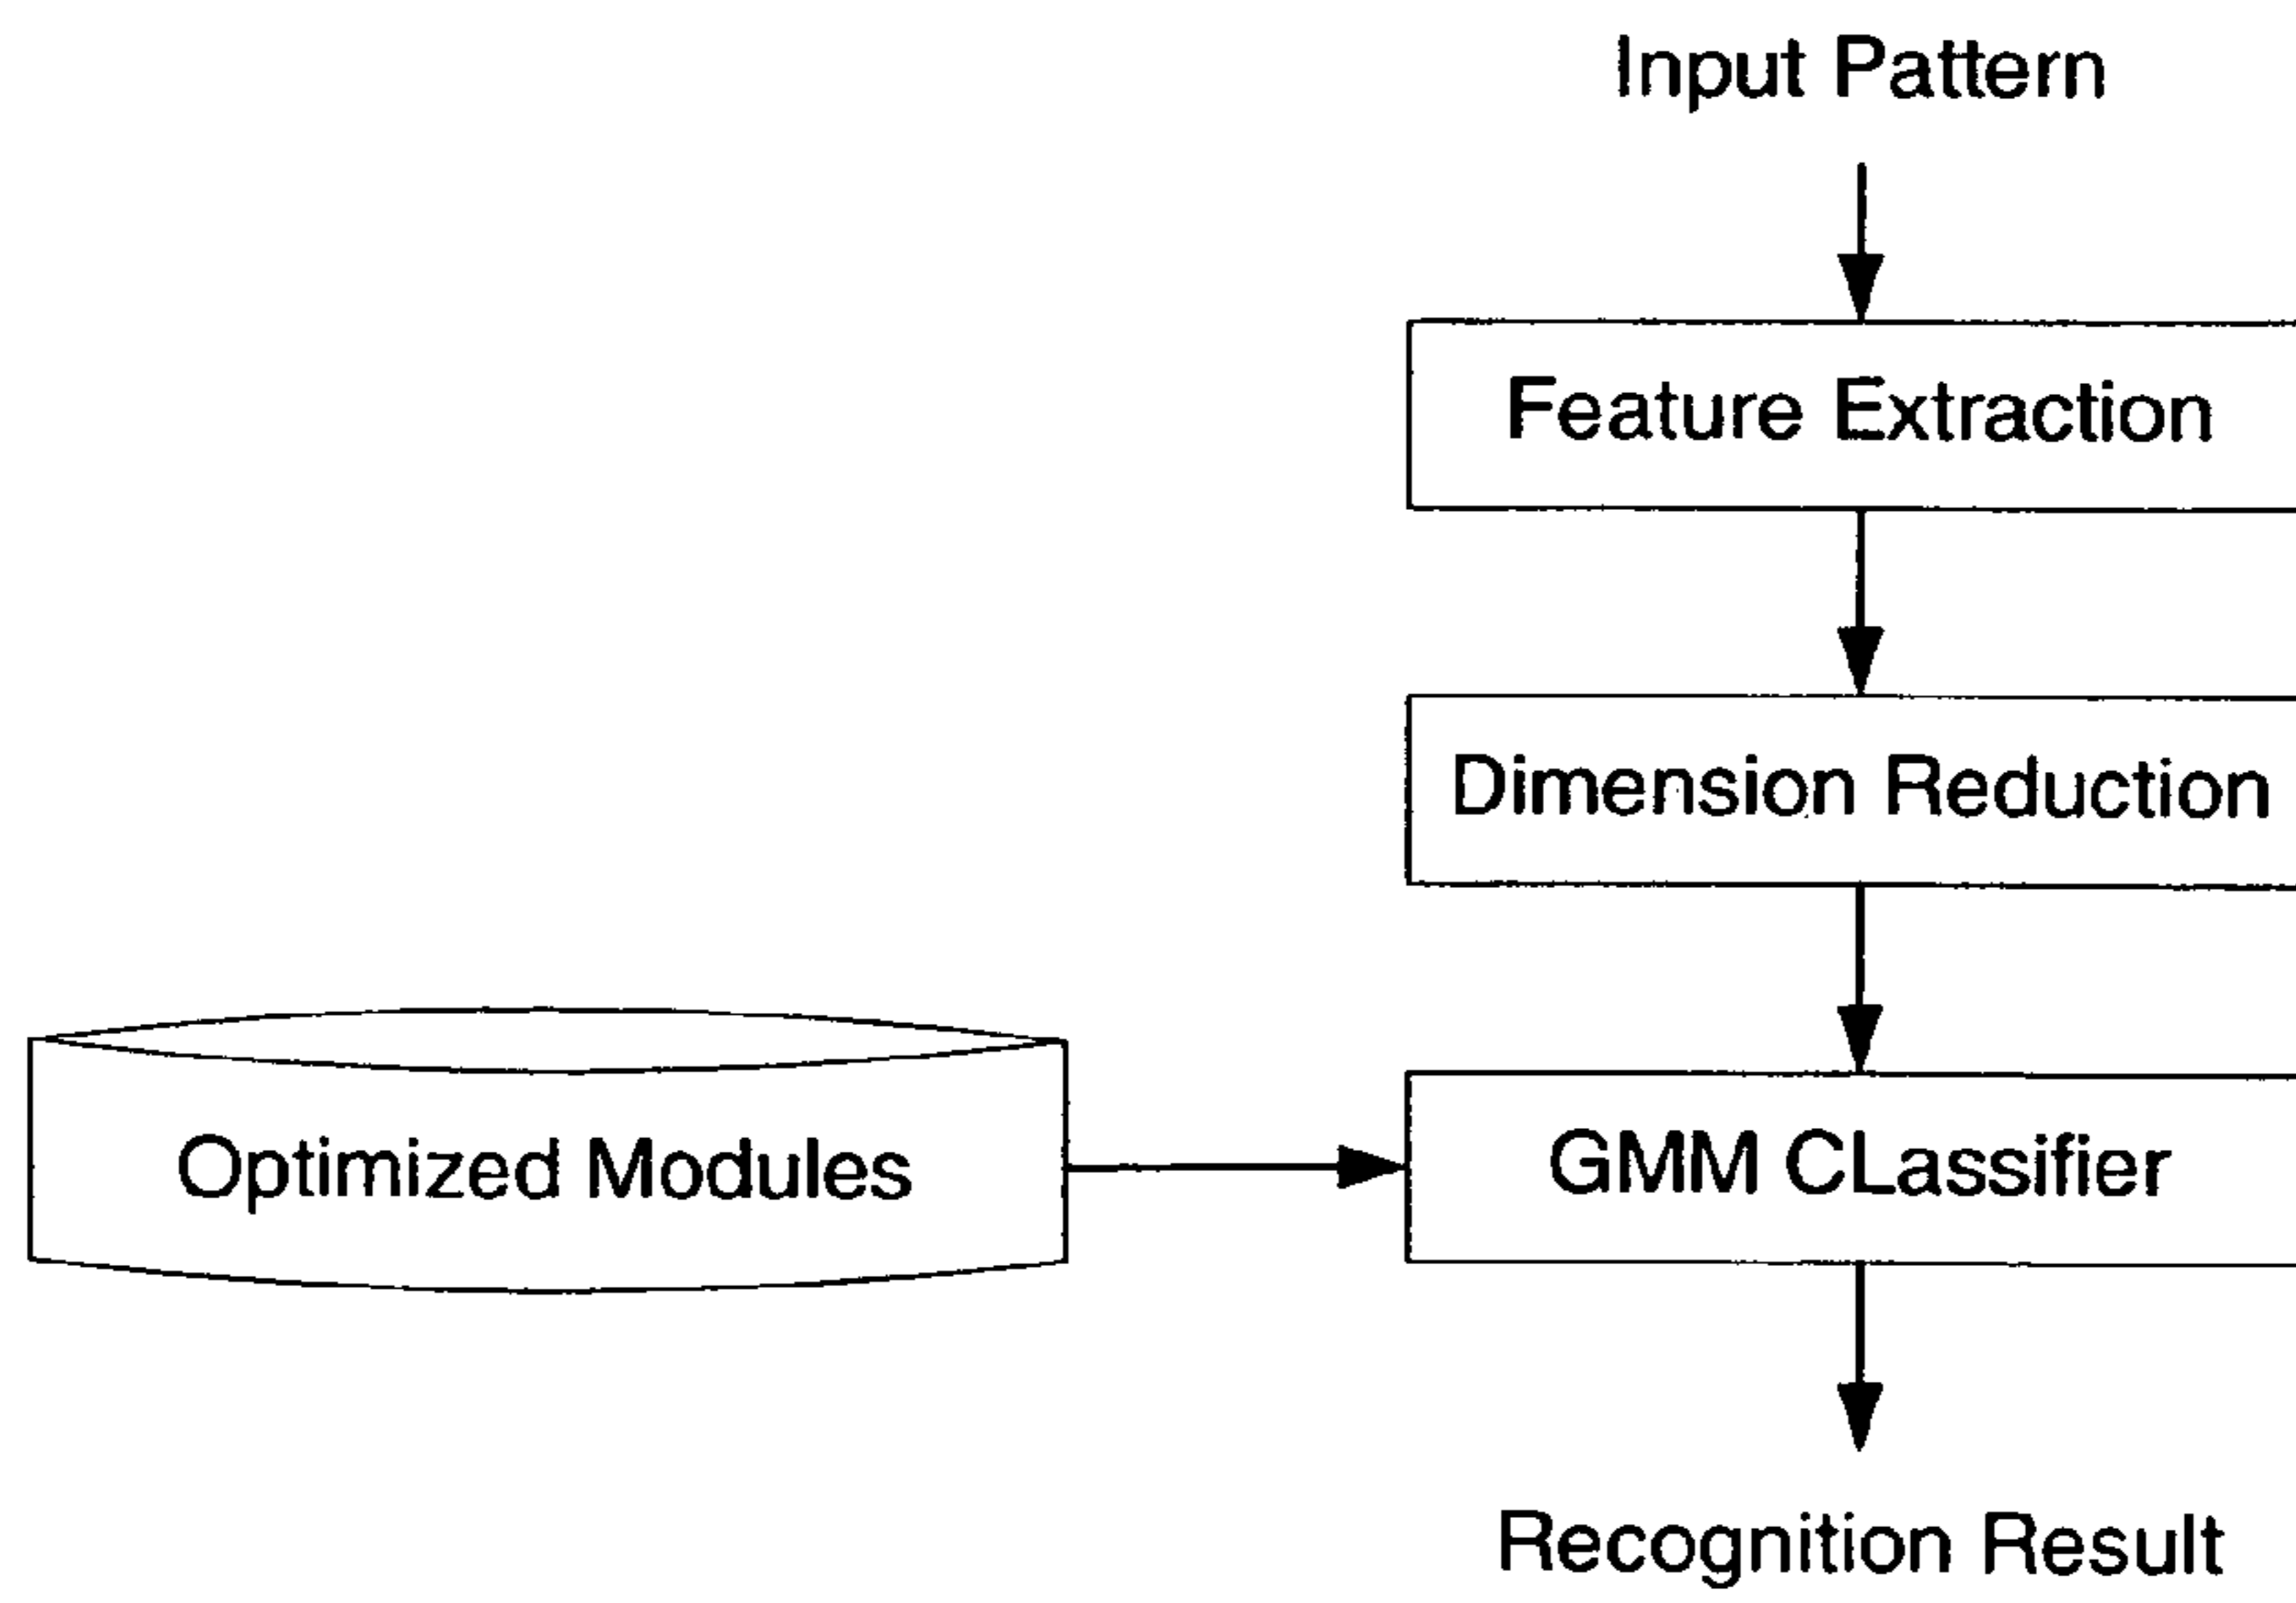 Input Pattern
Feature Extraction
Dimension Reduction
Optimized Modules
GMM CLassifier
Recognition Result